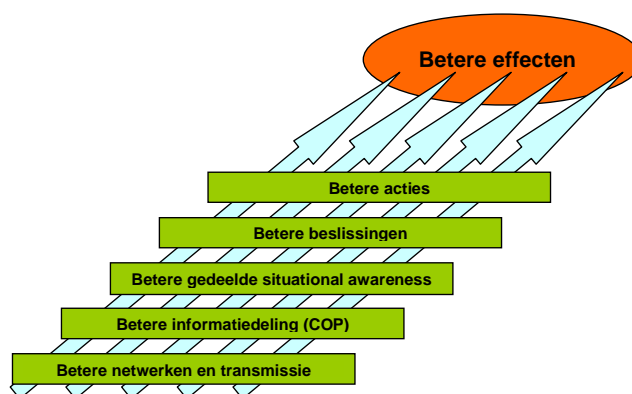 Betere effecten
Betere acties
Betere beslissingen
Betere gedeelde situational awareness
Betere informatiedeling (COP)
Betere netwerken en transmissie